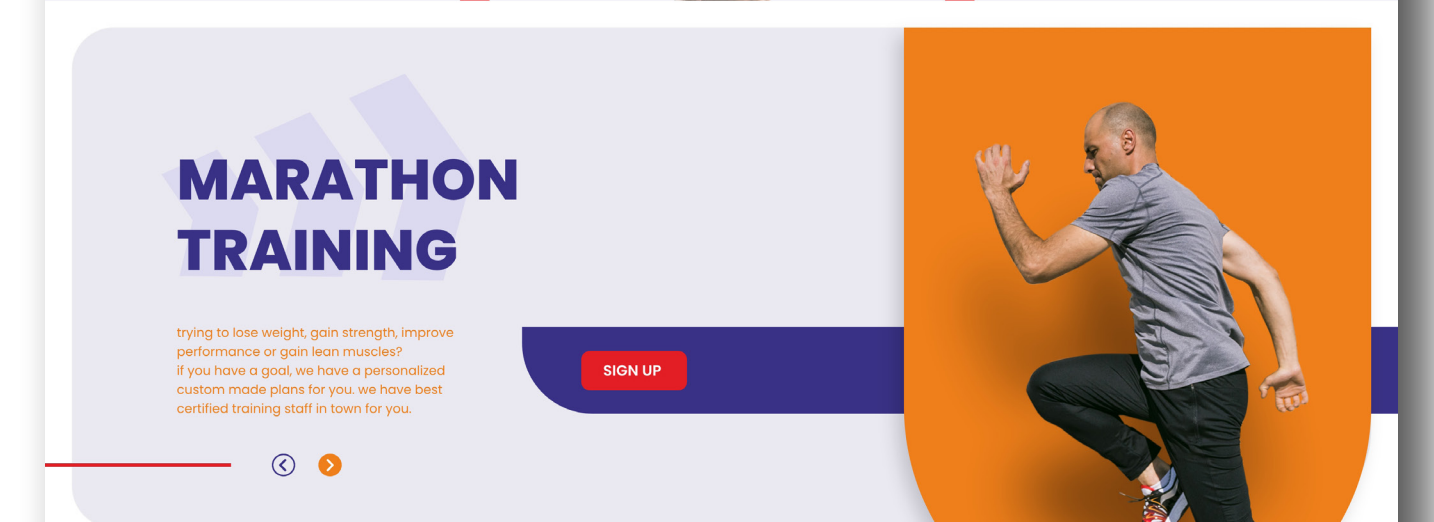 MARATHON
TRAINING
trying to lose weight, gain strength, improve
performance or gain lean muscles?
if you have a goal, we have a personalized
custom made plans for you. we have best
certified training staff in town for you.
SIGN UP